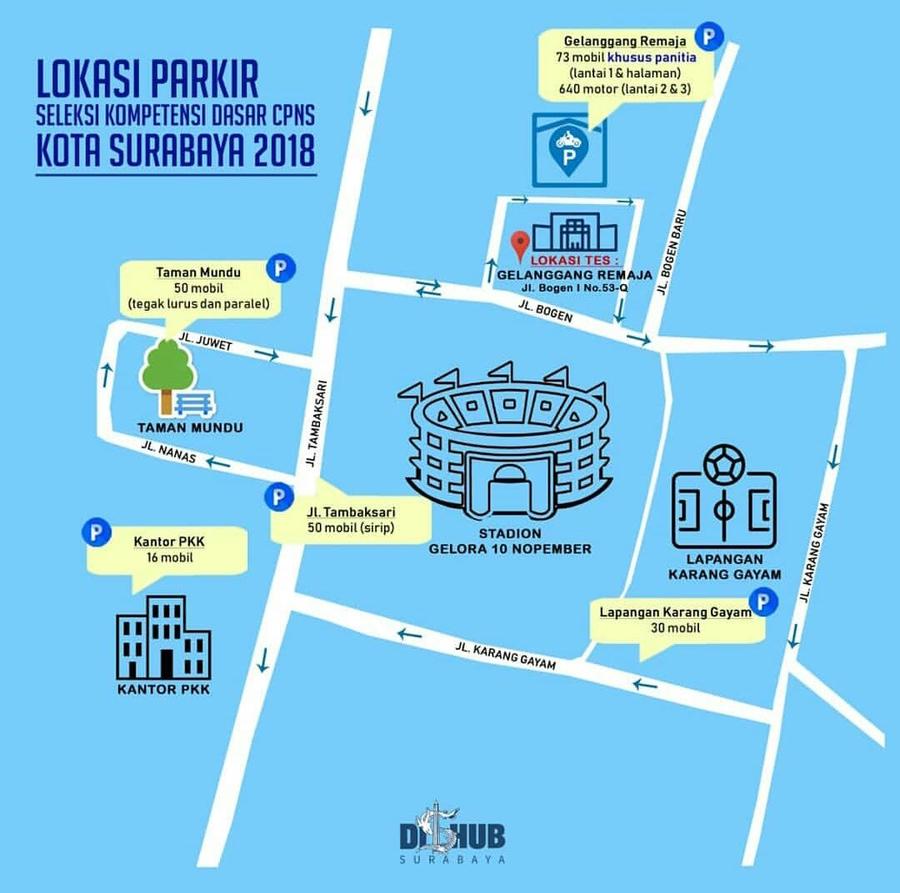 LOKASI PARKIR
SELEKSI KOMPETENSI DASAR CPNS
KOTA SURABAYA 2018
P
Gelanggang Remaja
73 mobil khusus panitia
(lantai 1 & halaman)
640 motor (lantai 2 & 3)
P
LOKASI TES :
GELANGGANG REMAJA
Jl. Bogen I No.53-Q
JL. BOGEN BARU
JL. BOGEN
P
Taman Mundu
50 mobil
(tegak lurus dan paralel)
JL. JUWET
TAMAN MUNDU
JL. NANAS
JL. TAMBAKSARI
P
Jl. Tambaksari
50 mobil (sirip)
STADION
GELORA 10 NOPEMBER
LAPANGAN
KARANG GAYAM
JL. KARANG GAYAM
P
Kantor PKK
16 mobil
KANTOR PKK
P
Lapangan Karang Gayam
30 mobil
JL. KARANG GAYAM
DISHUB
SURABAYA